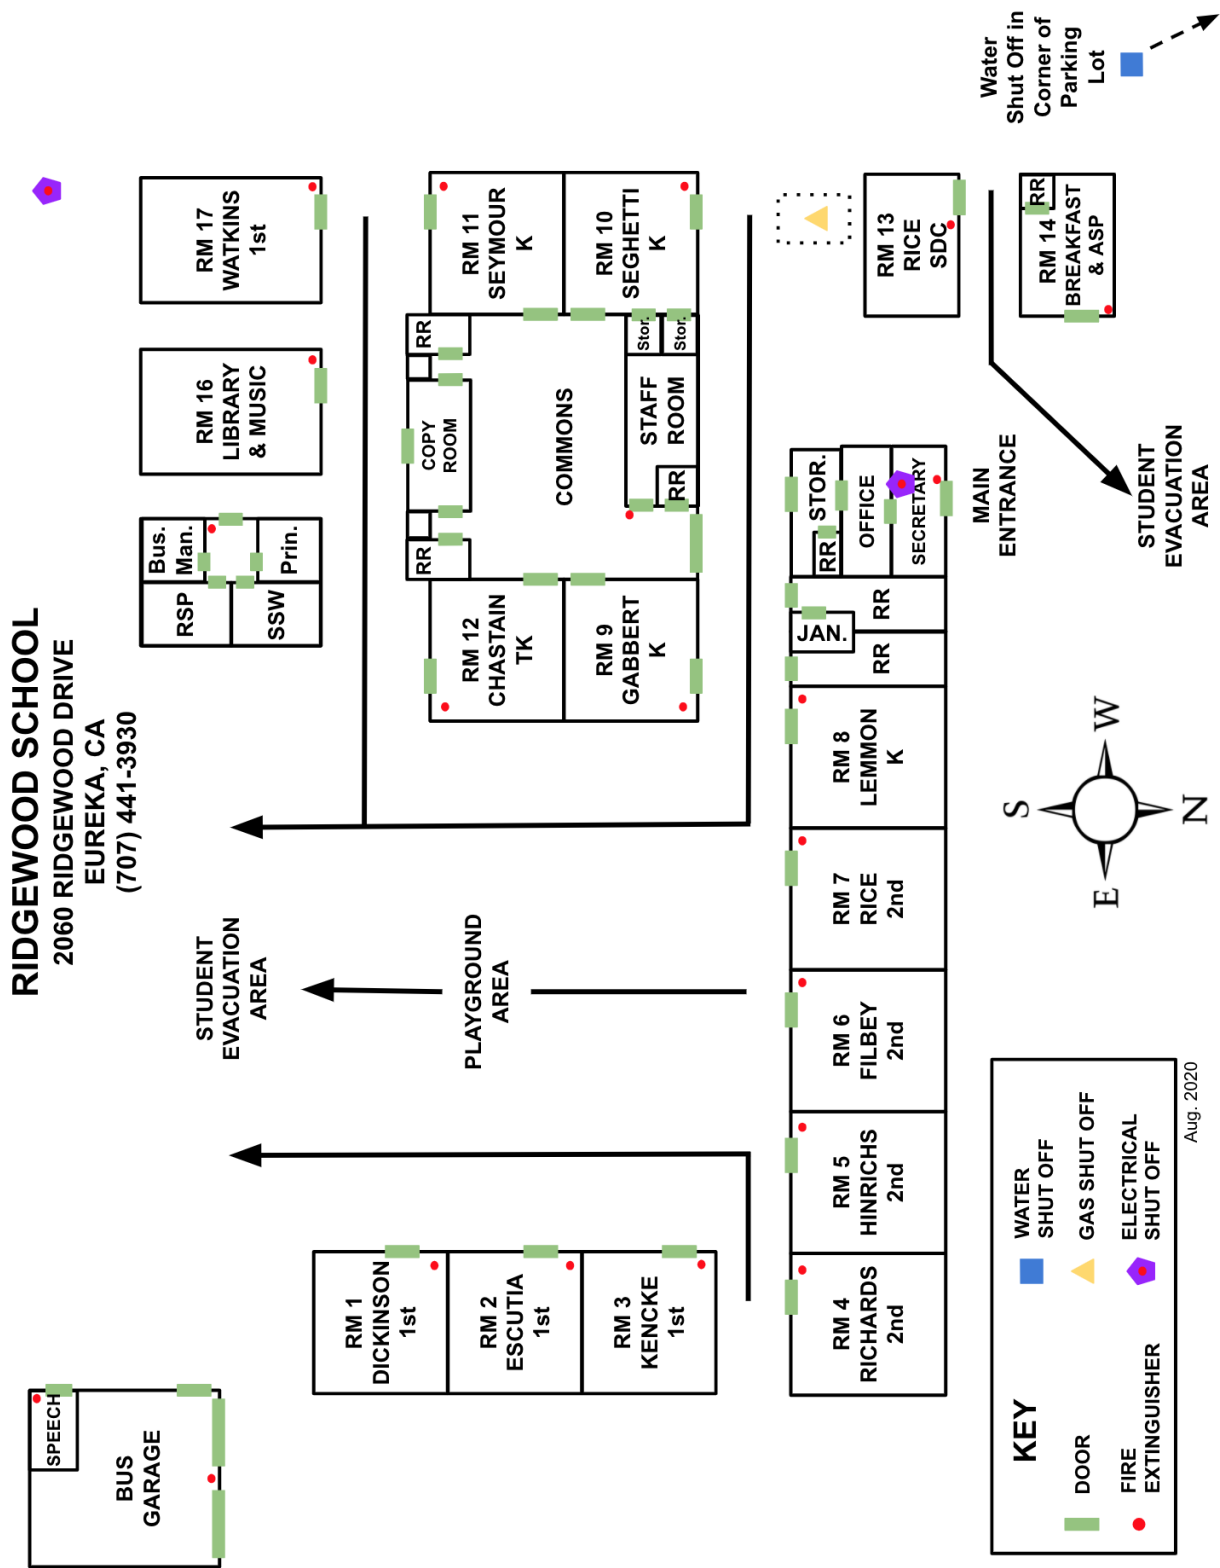 RIDGEWOOD SCHOOL
2060 RIDGEWOOD DRIVE
EUREKA, CA
(707) 441-3930
SPEECH
BUS
GARAGE
RM 1
DICKINSON
1st
RM 2
ESCUTIA
1st
RM 3
KENCKE
1st
STUDENT
EVACUATION
AREA
PLAYGROUND
AREA
RSP
Bus.
Man.
SSW
Prin.
RM 16
LIBRARY
& MUSIC
RM 17
WATKINS
1st
RM 12
CHASTAIN
TK
RM 9
GABBERT
K
RR
COPY
ROOM
RR
COMMONS
STAFF
ROOM
RR
Stor.
Stor.
RM 11
SEYMOUR
K
RM 10
SEGHETTI
K
RM 4
RICHARDS
2nd
RM 5
HINRICHS
2nd
RM 6
FILBEY
2nd
RM 7
RICE
2nd
RM 8
LEMMON
K
RR
JAN.
RR
STOR.
RR
OFFICE
SECRETARY
RM 13
RICE
SDC
MAIN
ENTRANCE
RM 14
BREAKFAST
& ASP
RR
STUDENT
EVACUATION
AREA
Water
Shut Off in
Corner of
Parking
Lot
S
E
W
N
KEY
DOOR
FIRE
EXTINGUISHER
WATER
SHUT OFF
GAS SHUT OFF
ELECTRICAL
SHUT OFF
Aug. 2020